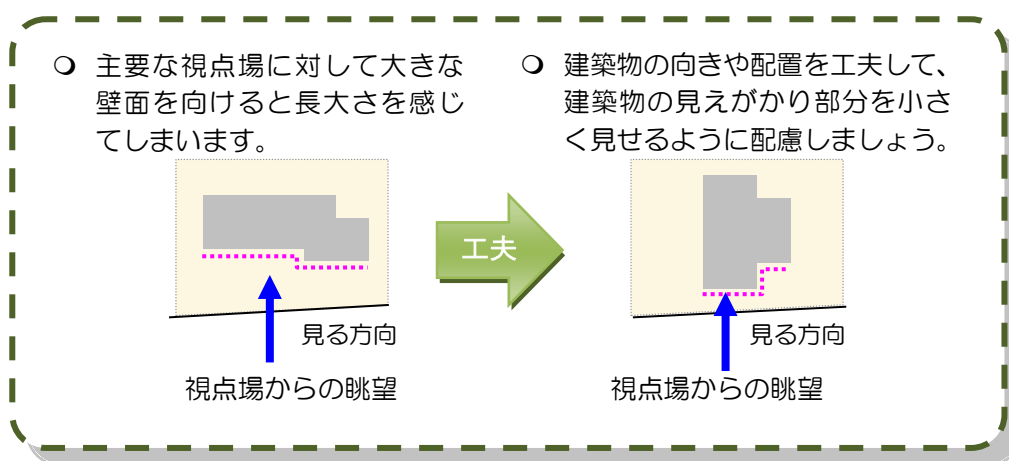 ○ 主要な視点場に対して大きな
壁面を向けると長大さを感じ
てしまいます。
見る方向
視点場からの眺望
工夫
○ 建築物の向きや配置を工夫して、
建築物の見えがかり部分を小さ
く見せるように配慮しましょう。
見る方向
視点場からの眺望